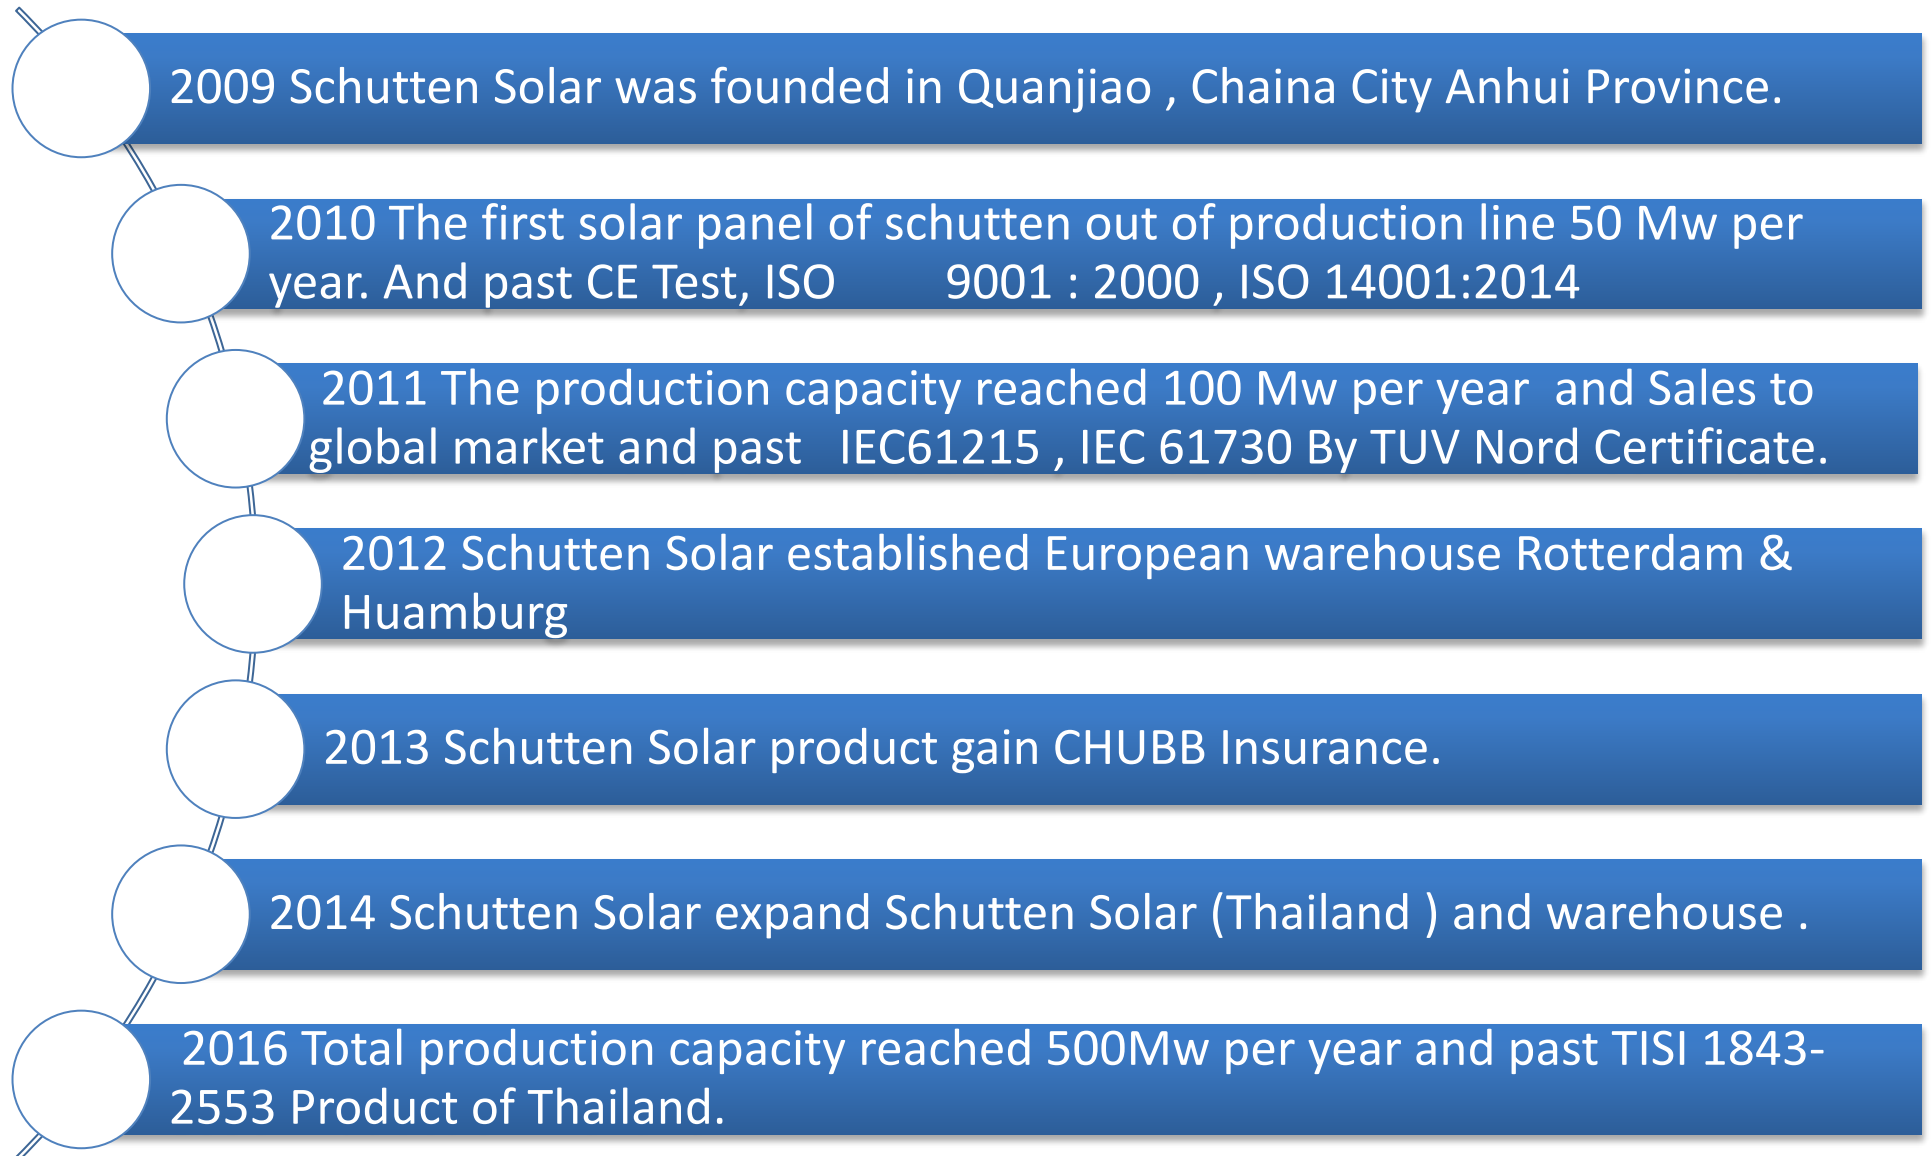 2009 Schutten Solar was founded in Quanjiao , Chaina City Anhui Province.
2010 The first solar panel of schutten out of production line 50 Mw per
year. And past CE Test, ISO 9001 : 2000 , ISO 14001:2014
2011 The production capacity reached 100 Mw per year and Sales to
global market and past IEC61215 , IEC 61730 By TUV Nord Certificate.
2012 Schutten Solar established European warehouse Rotterdam &
Huamburg
2013 Schutten Solar product gain CHUBB Insurance.
2014 Schutten Solar expand Schutten Solar (Thailand ) and warehouse .
2016 Total production capacity reached 500Mw per year and past TISI 1843-
2553 Product of Thailand.